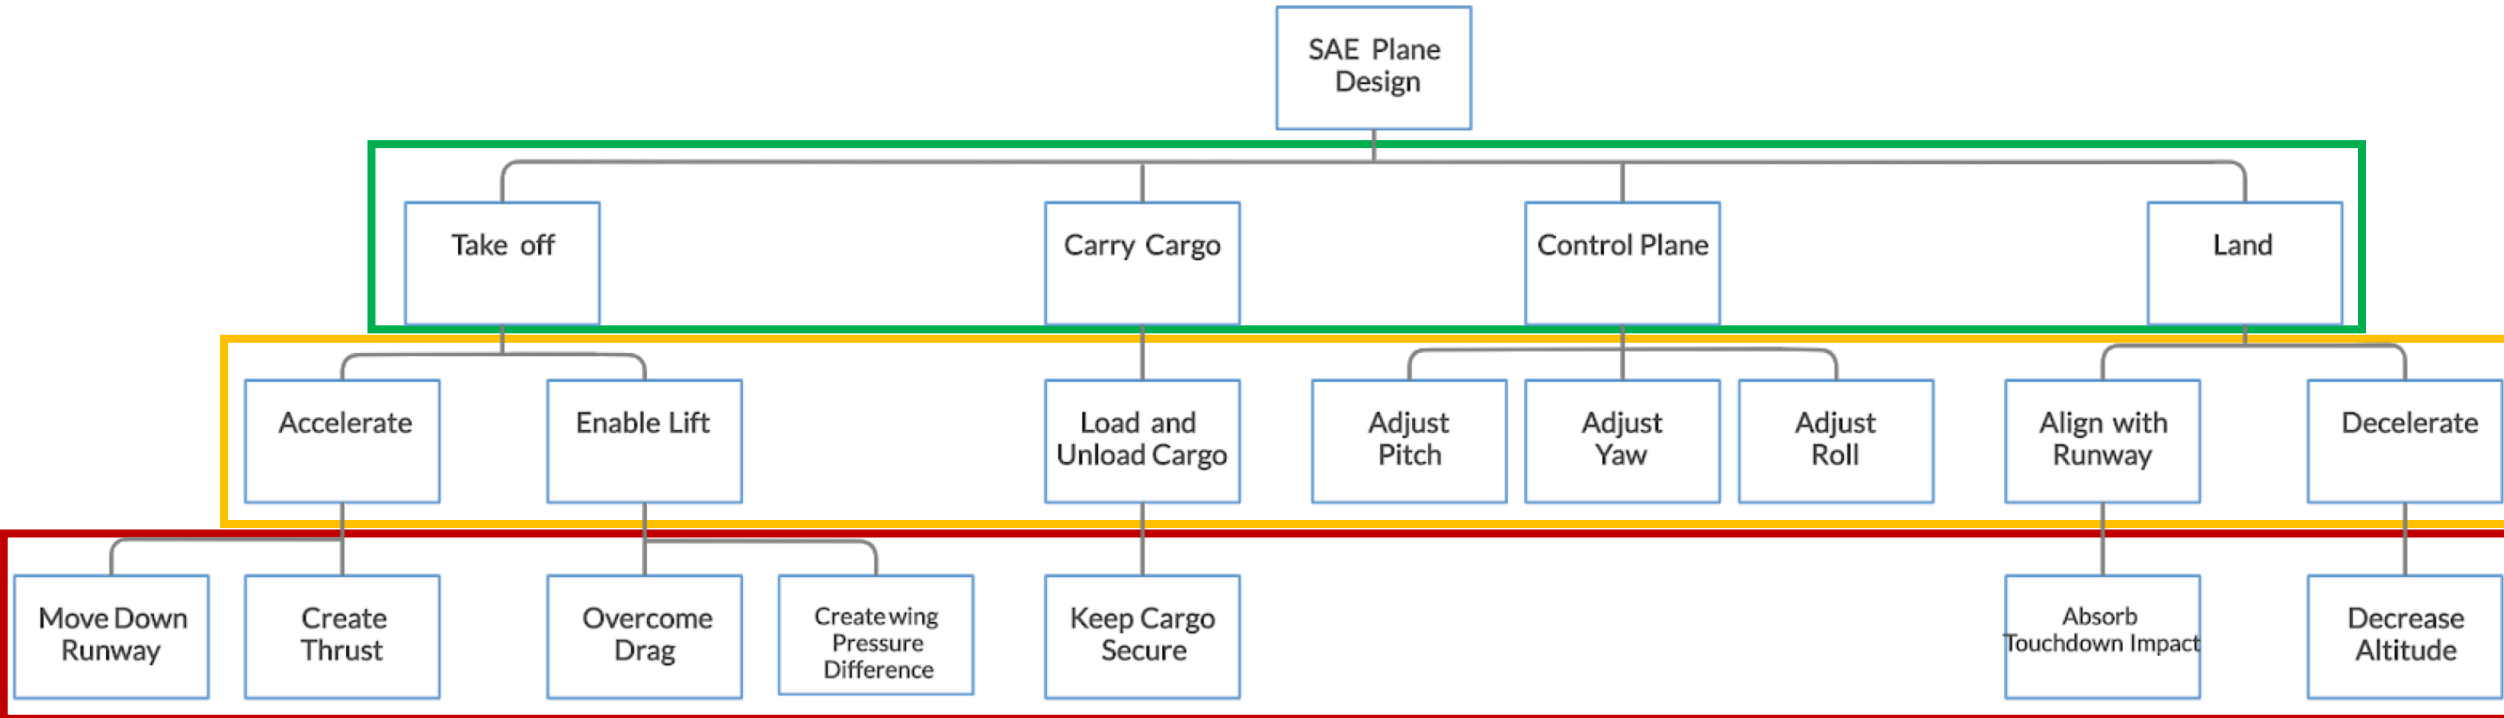 SAE Plane
Design
Take off
Carry Cargo
Control Plane
Land
Accelerate
Enable Lift
Load and
Unload Cargo
Adjust
Pitch
Adjust
Yaw
Adjust
Roll
Align with
Runway
Decelerate
Move Down
Runway
Create
Thrust
Overcome
Drag
Create wing
Pressure
Difference
Keep Cargo
Secure
Absorb
Touchdown Impact
Decrease
Altitude